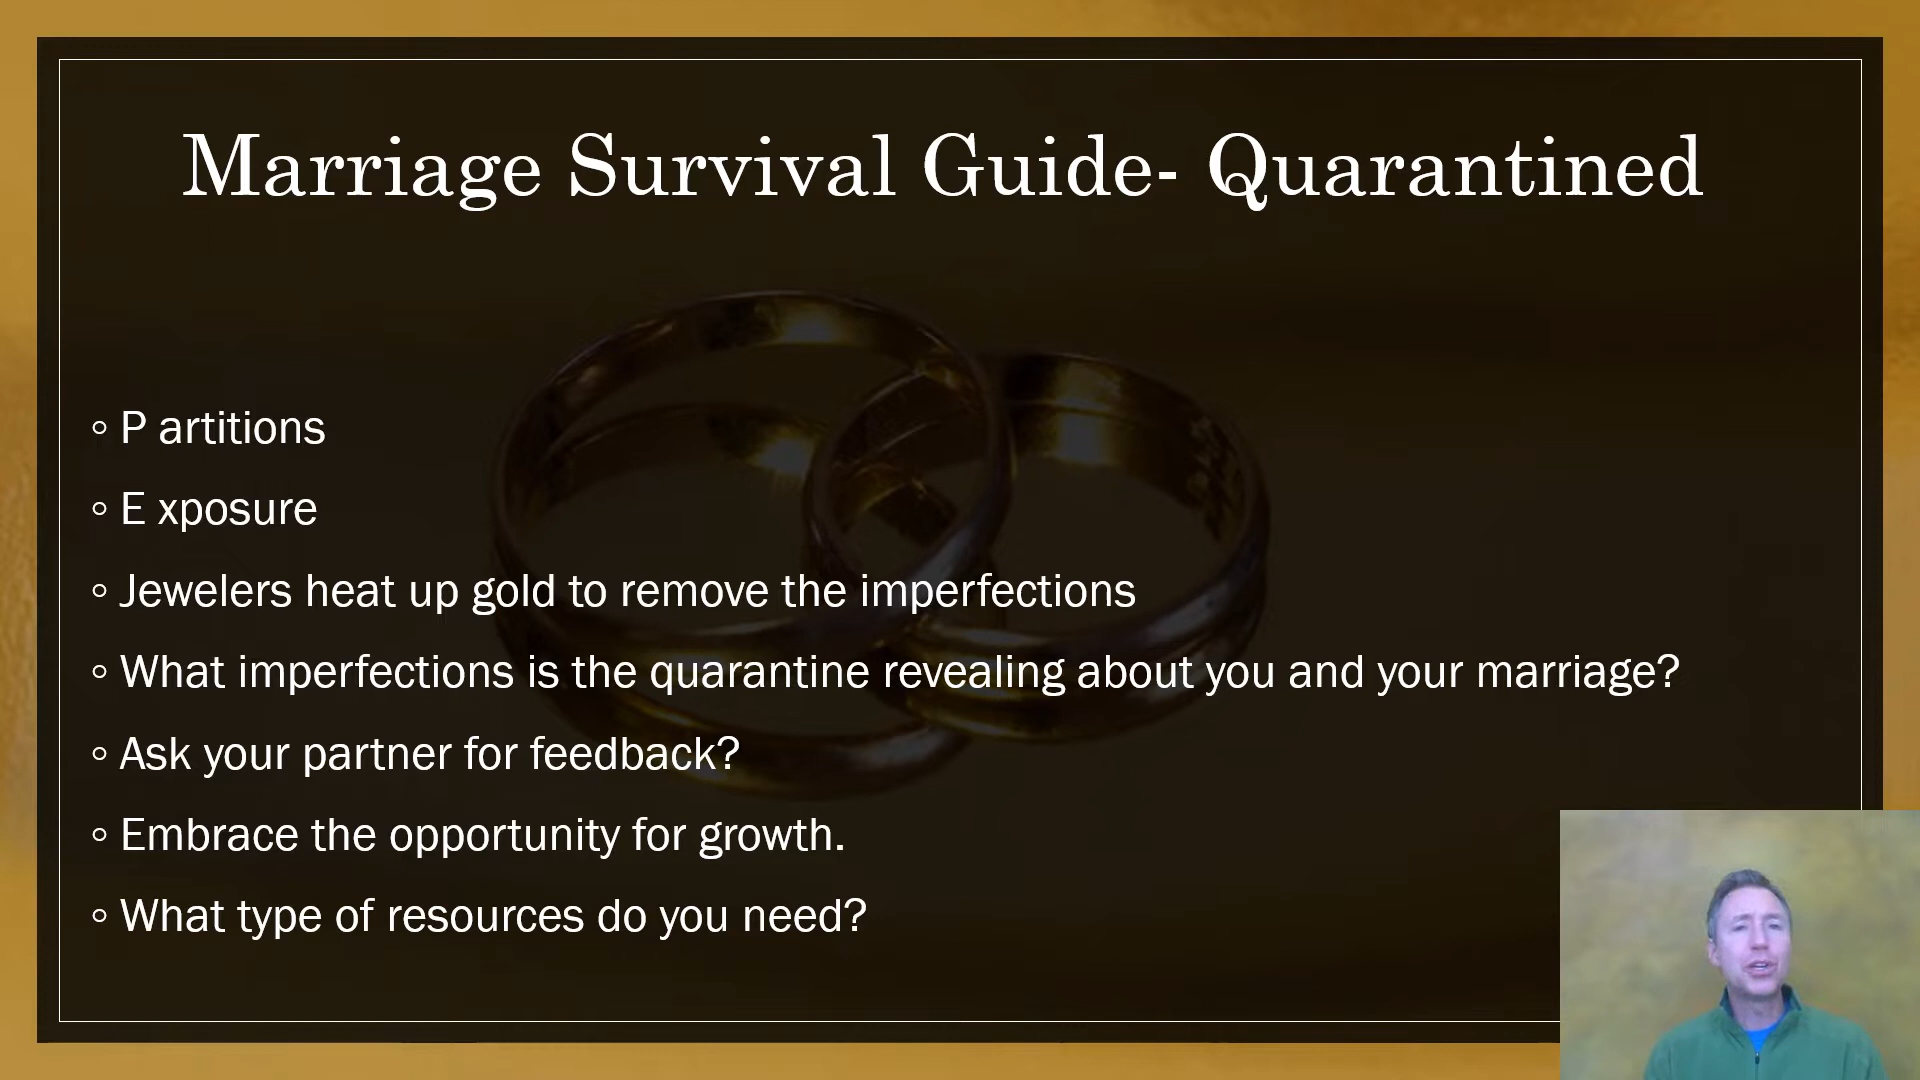 Marriage Survival Guide- Quarantined
◦ P artitions
◦ E xposure
◦ Jewelers heat up gold to remove the imperfections
◦ What imperfections is the quarantine revealing about you and your marriage?
◦ Ask your partner for feedback?
◦ Embrace the opportunity for growth.
◦ What type of resources do you need?